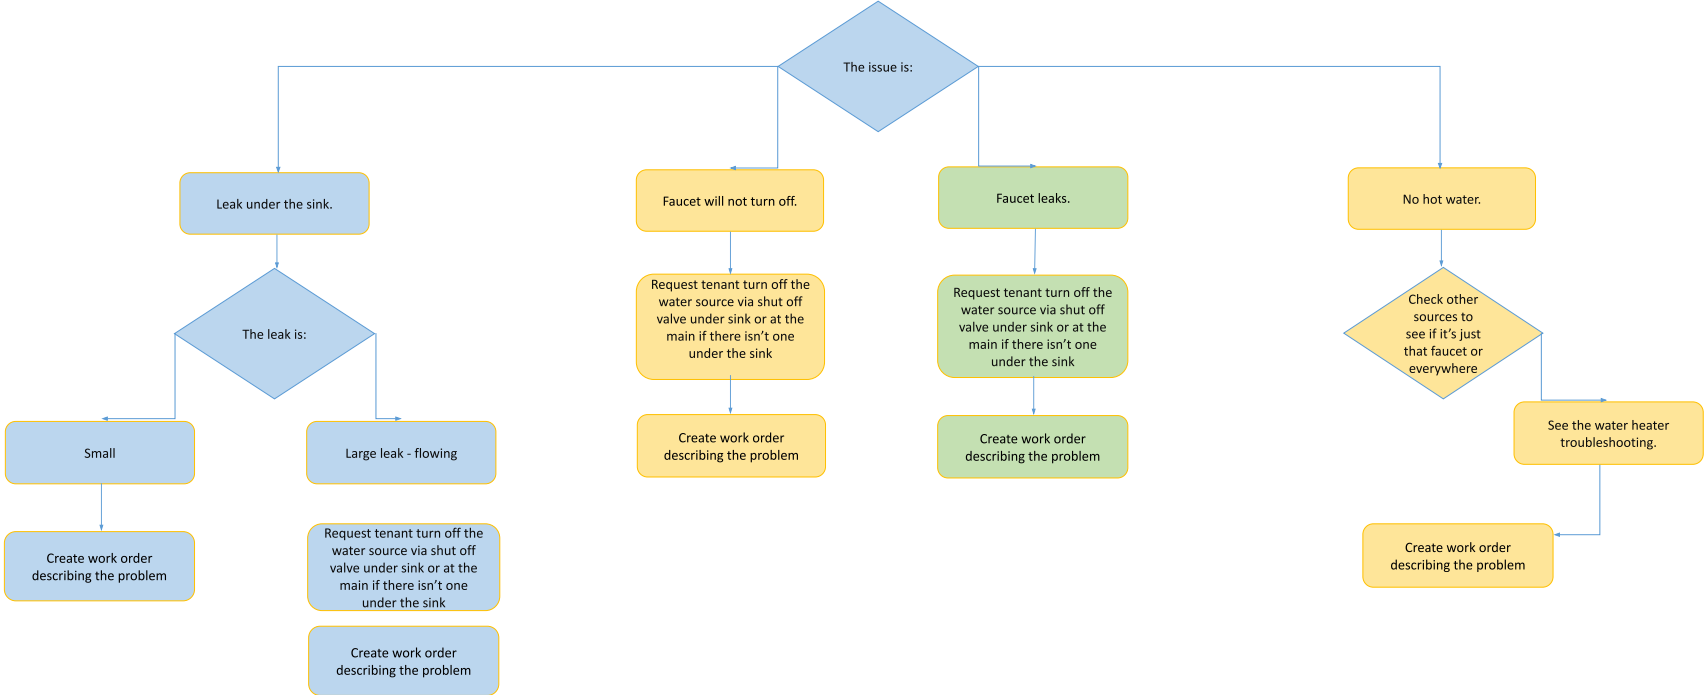 The issue is:
Leak under the sink.
Faucet will not turn off.
Faucet leaks.
No hot water.
The leak is:
Request tenant turn off the
water source via shut off
valve under sink or at the
main if there isn’t one
under the sink
Request tenant turn off the
water source via shut off
valve under sink or at the
main if there isn’t one
under the sink
Check other
sources to
see if it’s just
that faucet or
everywhere
Small
Large leak - flowing
Create work order
describing the problem
Create work order
describing the problem
See the water heater
troubleshooting.
Create work order
describing the problem
Request tenant turn off the
water source via shut off
valve under sink or at the
main if there isn’t one
under the sink
Create work order
describing the problem
Create work order
describing the problem